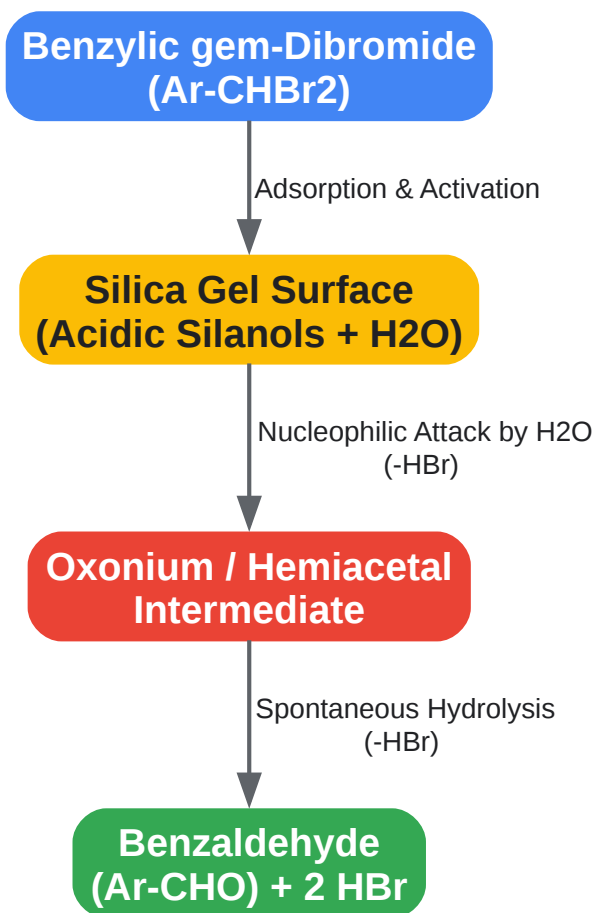 Benzylic gem-Dibromide
(Ar-CHBr2)
Adsorption & Activation
Silica Gel Surface
(Acidic Silanols + H2O)
Nucleophilic Attack by H2O
(-HBr)
Oxonium / Hemiacetal
Intermediate
Spontaneous Hydrolysis
(-HBr)
Benzaldehyde
(Ar-CHO) + 2 HBr